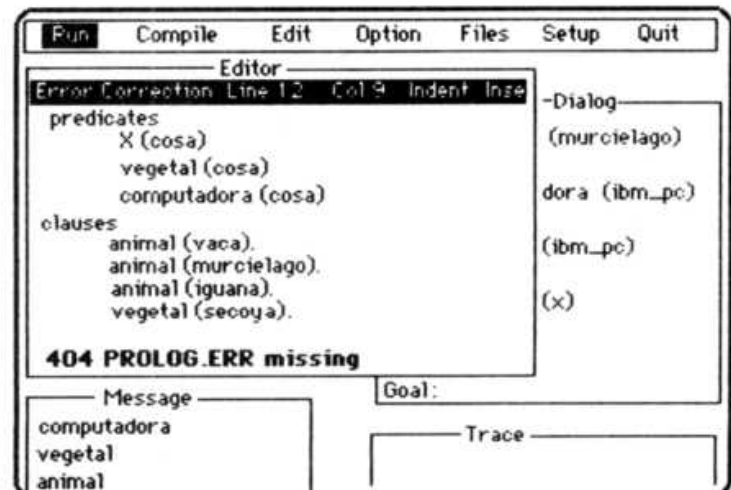 Run Compile Edit Option Files Setup Quit
Editor
Error Correction Line 12 Col 9 Indent Inse
predicates
X (cosa)
vegetal (cosa)
computadora (cosa)
clauses
animal (vaca).
animal (murcielago).
animal (iguana).
vegetal (secoya).
404 PROLOG.ERR missing
-Dialog
(murcielago)
dora (ibm_pc)
(ibm_pc)
(x)
Goal:
Message
computadora
vegetal
animal
Trace